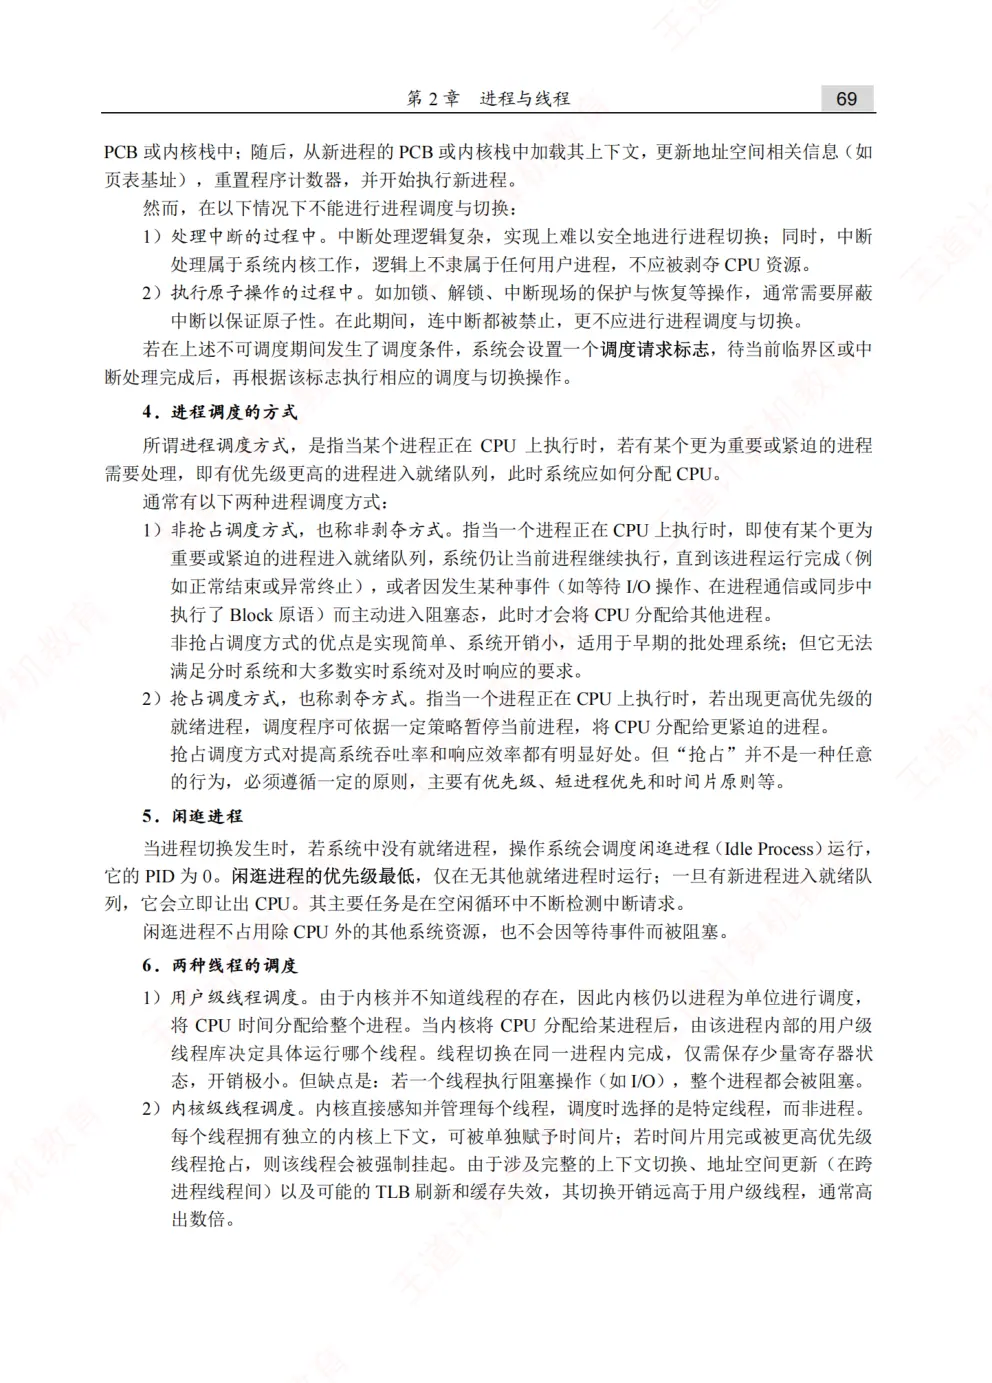 第 2 章　进程与线程
69
PCB 或内核栈中；随后，从新进程的 PCB 或内核栈中加载其上下文，更新地址空间相关信息（如
页表基址），重置程序计数器，并开始执行新进程。
然而，在以下情况下不能进行进程调度与切换：
1）处理中断的过程中。中断处理逻辑复杂，实现上难以安全地进行进程切换；同时，中断
处理属于系统内核工作，逻辑上不隶属于任何用户进程，不应被剥夺 CPU 资源。
2）执行原子操作的过程中。如加锁、解锁、中断现场的保护与恢复等操作，通常需要屏蔽
中断以保证原子性。在此期间，连中断都被禁止，更不应进行进程调度与切换。
若在上述不可调度期间发生了调度条件，系统会设置一个调度请求标志，待当前临界区或中
断处理完成后，再根据该标志执行相应的调度与切换操作。
4．进程调度的方式
所谓进程调度方式，是指当某个进程正在 CPU 上执行时，若有某个更为重要或紧迫的进程
需要处理，即有优先级更高的进程进入就绪队列，此时系统应如何分配 CPU。
通常有以下两种进程调度方式：
1）非抢占调度方式，也称非剥夺方式。指当一个进程正在 CPU 上执行时，即使有某个更为
重要或紧迫的进程进入就绪队列，系统仍让当前进程继续执行，直到该进程运行完成（例
如正常结束或异常终止），或者因发生某种事件（如等待 I/O 操作、在进程通信或同步中
执行了 Block 原语）而主动进入阻塞态，此时才会将 CPU 分配给其他进程。
非抢占调度方式的优点是实现简单、系统开销小，适用于早期的批处理系统；但它无法
满足分时系统和大多数实时系统对及时响应的要求。
2）抢占调度方式，也称剥夺方式。指当一个进程正在 CPU 上执行时，若出现更高优先级的
就绪进程，调度程序可依据一定策略暂停当前进程，将 CPU 分配给更紧迫的进程。
抢占调度方式对提高系统吞吐率和响应效率都有明显好处。但“抢占”并不是一种任意
的行为，必须遵循一定的原则，主要有优先级、短进程优先和时间片原则等。
5．闲逛进程
当进程切换发生时，若系统中没有就绪进程，操作系统会调度闲逛进程（Idle Process）运行，
它的 PID 为 0。闲逛进程的优先级最低，仅在无其他就绪进程时运行；一旦有新进程进入就绪队
列，它会立即让出 CPU。其主要任务是在空闲循环中不断检测中断请求。
闲逛进程不占用除 CPU 外的其他系统资源，也不会因等待事件而被阻塞。
6．两种线程的调度
1）用户级线程调度。由于内核并不知道线程的存在，因此内核仍以进程为单位进行调度，
将 CPU 时间分配给整个进程。当内核将 CPU 分配给某进程后，由该进程内部的用户级
线程库决定具体运行哪个线程。线程切换在同一进程内完成，仅需保存少量寄存器状
态，开销极小。但缺点是：若一个线程执行阻塞操作（如 I/O），整个进程都会被阻塞。
2）内核级线程调度。内核直接感知并管理每个线程，调度时选择的是特定线程，而非进程。
每个线程拥有独立的内核上下文，可被单独赋予时间片；若时间片用完或被更高优先级
线程抢占，则该线程会被强制挂起。由于涉及完整的上下文切换、地址空间更新（在跨
进程线程间）以及可能的 TLB 刷新和缓存失效，其切换开销远高于用户级线程，通常高
出数倍。